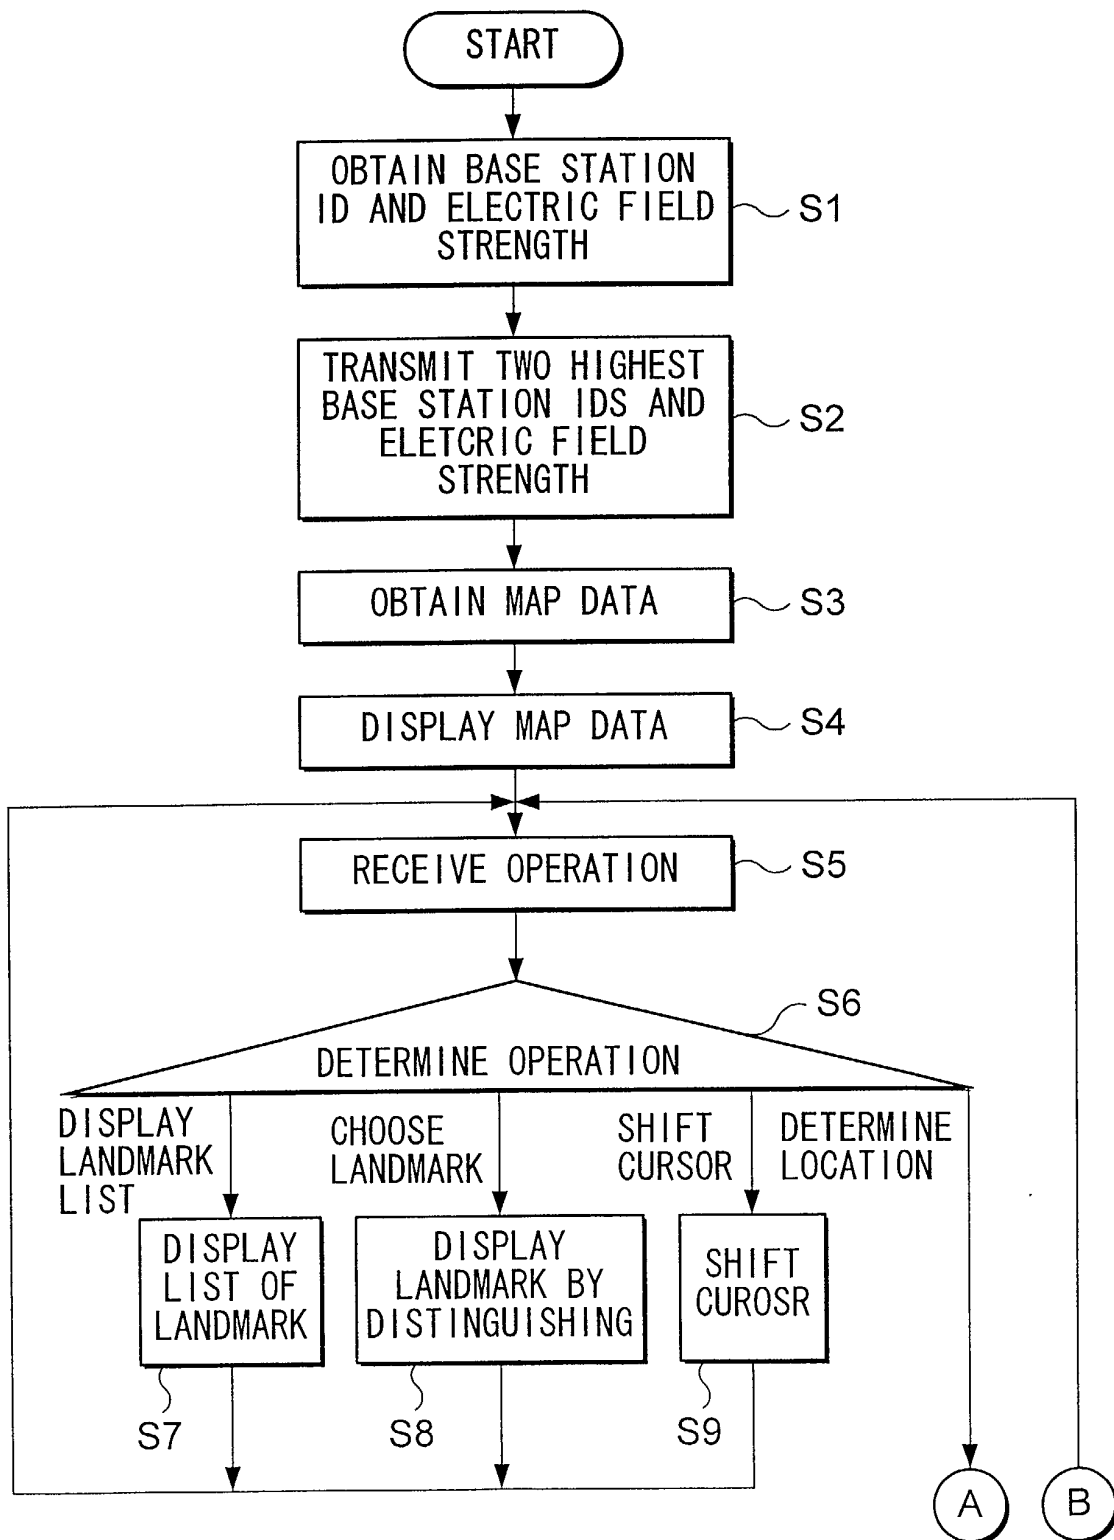 START
OBTAIN BASE STATION
ID AND ELECTRIC FIELD
STRENGTH
S1
TRANSMIT TWO HIGHEST
BASE STATION IDS AND
ELETCRIC FIELD
STRENGTH
S2
OBTAIN MAP DATA
S3
DISPLAY MAP DATA
S4
RECEIVE OPERATION
S5
S6
DETERMINE OPERATION
DISPLAY
LANDMARK
LIST
CHOOSE
LANDMARK
SHIFT
CURSOR
DETERMINE
LOCATION
DISPLAY
LIST OF
LANDMARK
S7
DISPLAY
LANDMARK BY
DISTINGUISHING
S8
SHIFT
CUROSR
S9
A
B